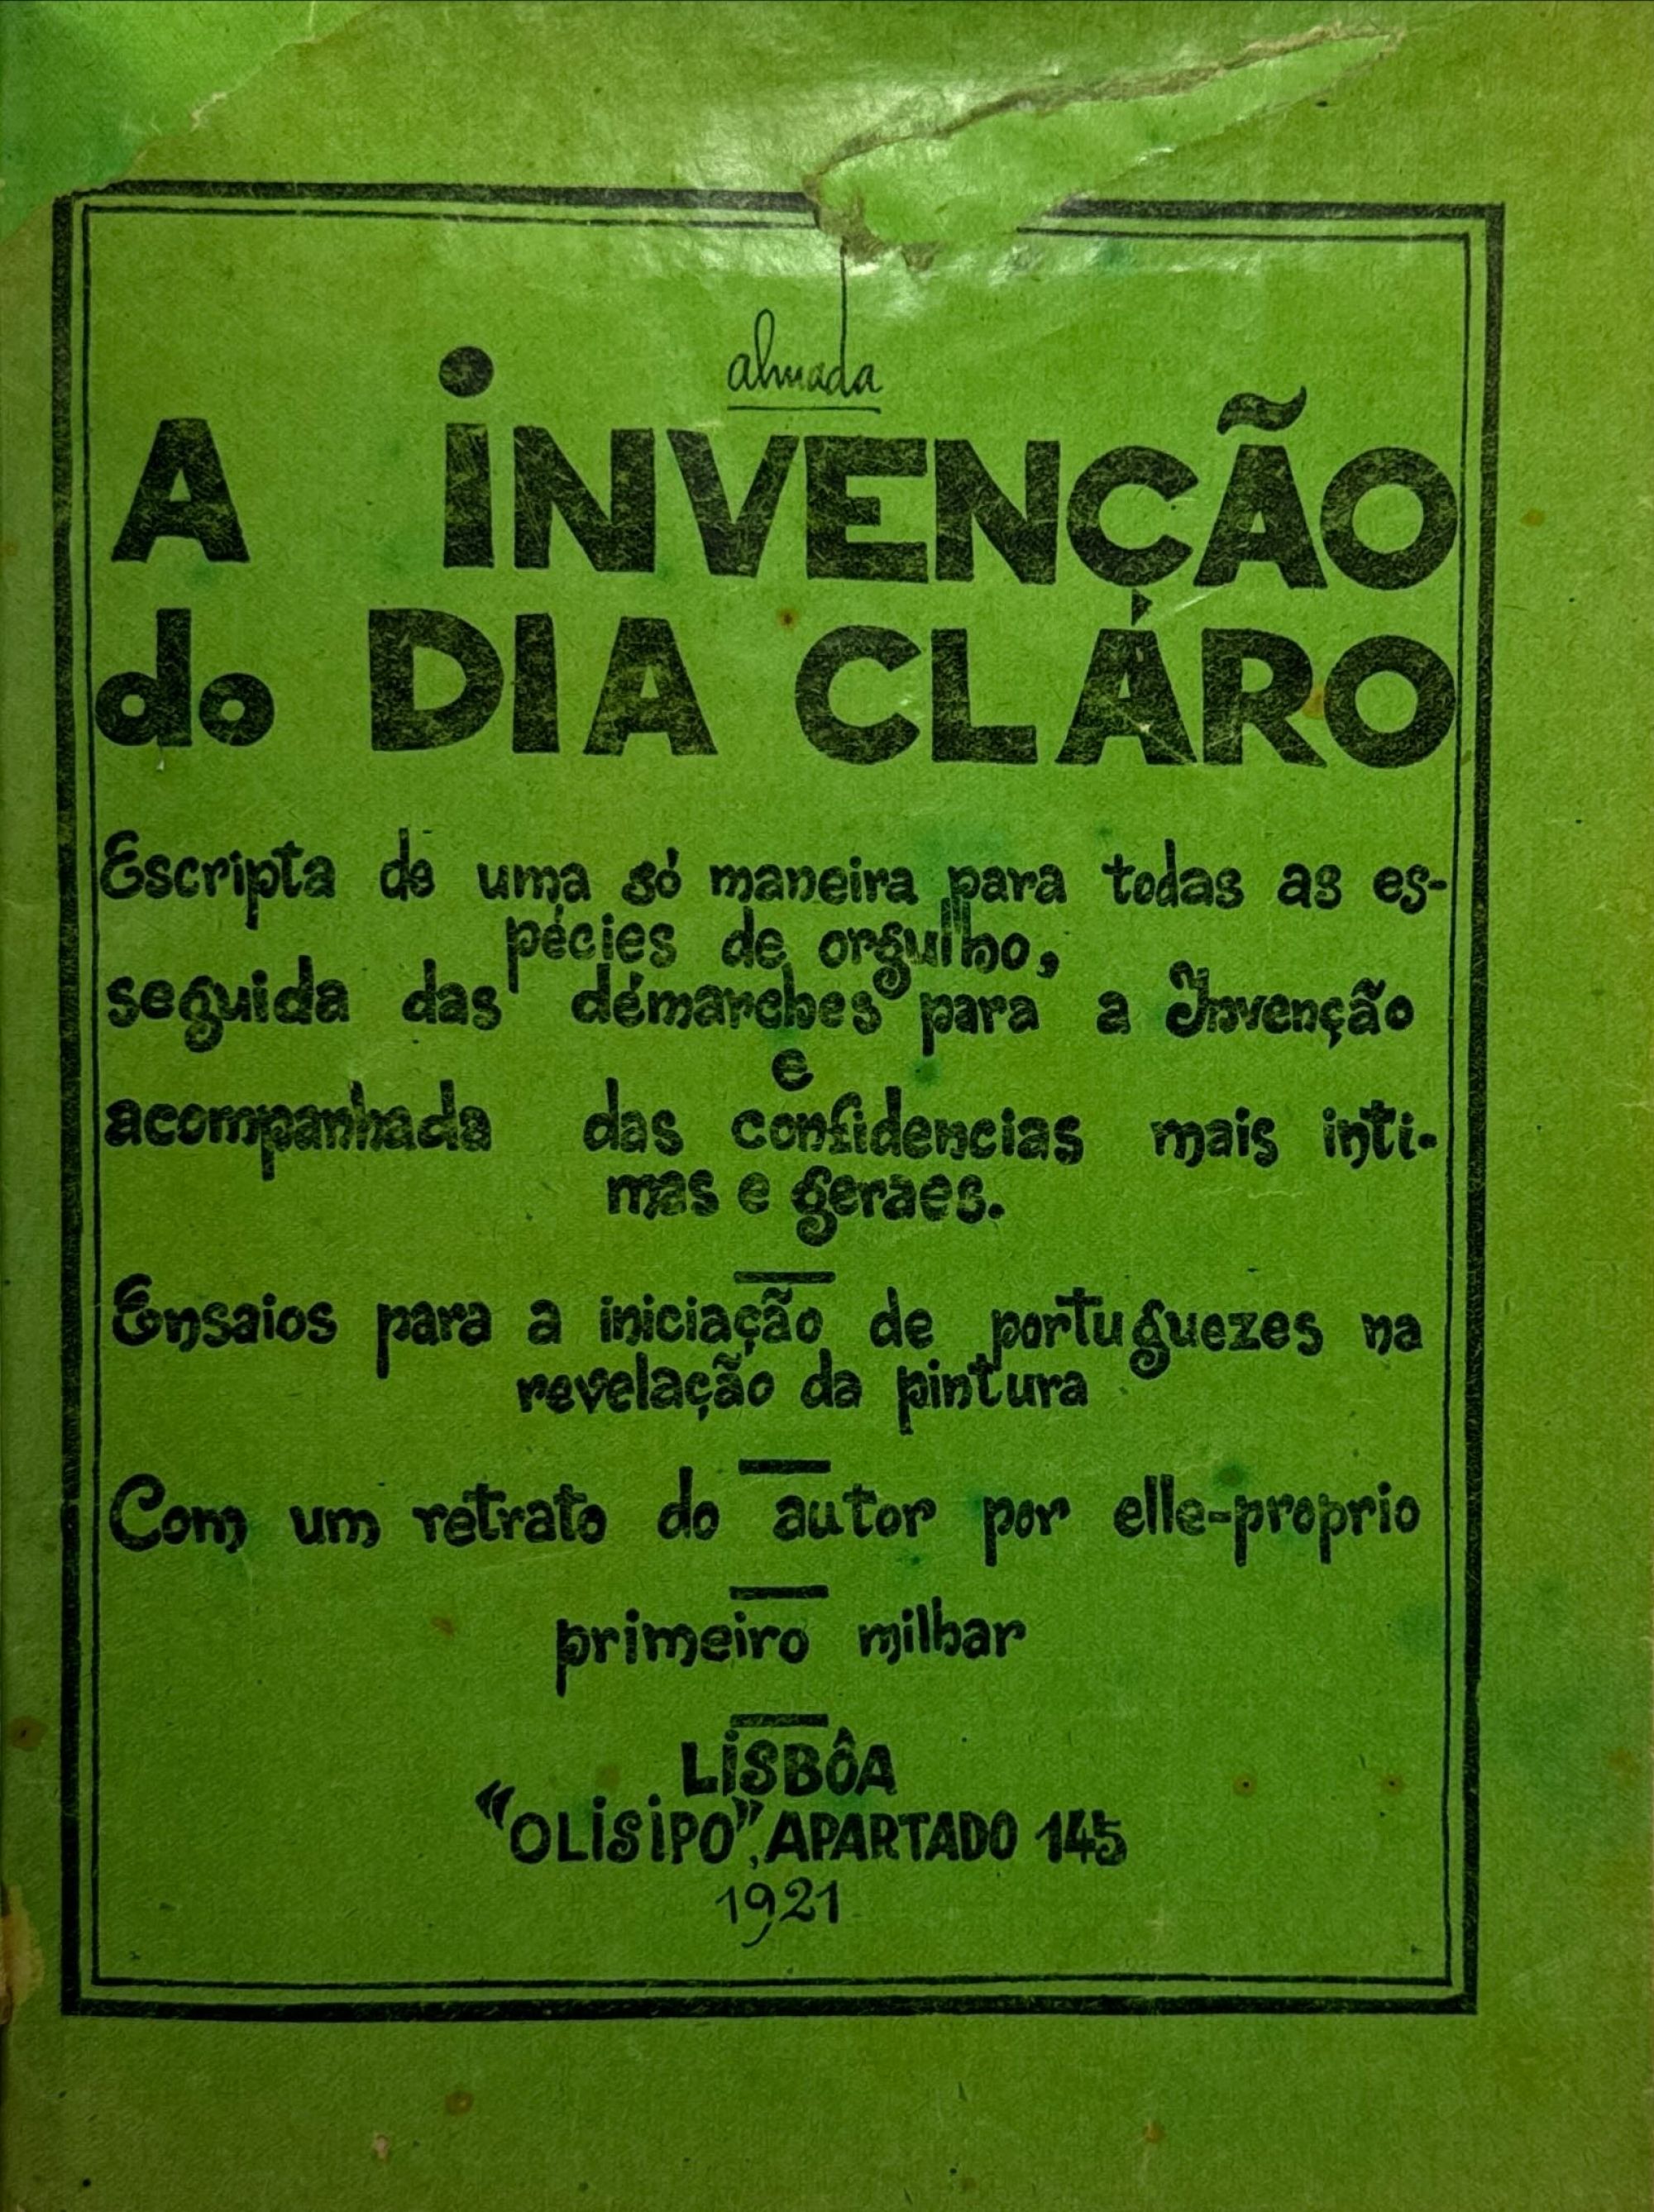 almada
A iNVENÇÃO
do DIA CLARO
Escripta de uma só maneira para todas as es-
pécies de orgulho,
seguida das démarches para a Invenção
e
acompanhada das confidencias mais inti-
mas e geraes.
Ensaios para a iniciação de portuguezes na
revelação da pintura
Com um retrato do autor por elle-proprio
primeiro milhar
LiSBÔA
"OLiSiPO", APARTADO 145
1921